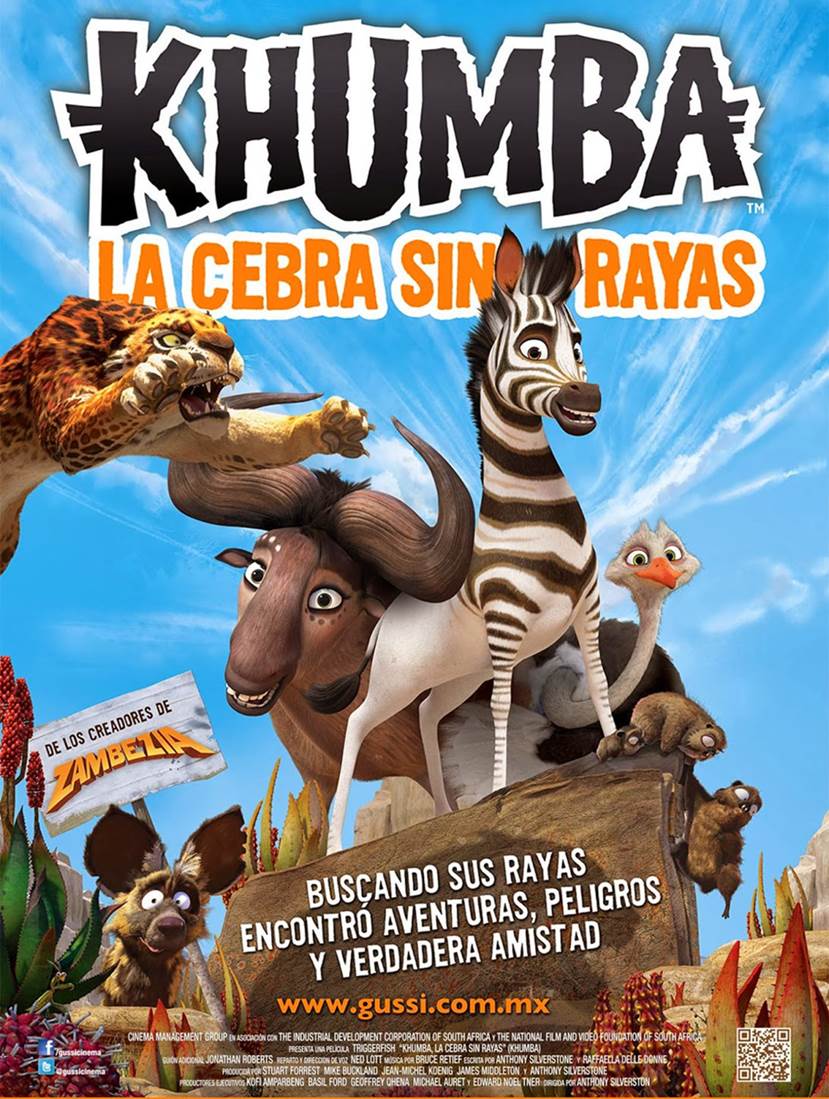 KHUMBA
TM
LA CEBRA SIN RAYAS
DE LOS CREADORES DE
ZAMBEZIA
BUSCANDO SUS RAYAS
ENCONTRÓ AVENTURAS, PELIGROS
Y VERDADERA AMISTAD
www.gussi.com.mx
CINEMA MANAGEMENT GROUP EN ASOCIACIÓN CON THE INDUSTRIAL DEVELOPMENT CORPORATION OF SOUTH AFRICA Y THE NATIONAL FILM AND VIDEO FOUNDATION OF SOUTH AFRICA
PRESENTA UNA PELICULA TRIGGERFISH "KHUMBA, LA CEBRA SIN RAYAS" (KHUMBA)
GUIÓN ADICIONAL JONATHAN ROBERTS REPARTO Y DIRECCION DE VOZ NED LOTT MÚSICA POR BRUCE RETIEF ESCRITA POR ANTHONY SILVERSTONE Y RAFFAELLA DELLE DONNE
PRODUCIDA POR STUART FORREST MIKE BUCKLAND JEAN-MICHEL KOENIG JAMES MIDDLETON Y ANTHONY SILVERSTONE
PRODUCTORES EJECUTIVOS KOFI AMPARBENG BASIL FORD GEOFFREY QHENA MICHAEL AURET Y EDWARD NOELTNER DIRIGIDA POR ANTHONY SILVERSTON
f /gussicinema
@gussicinema